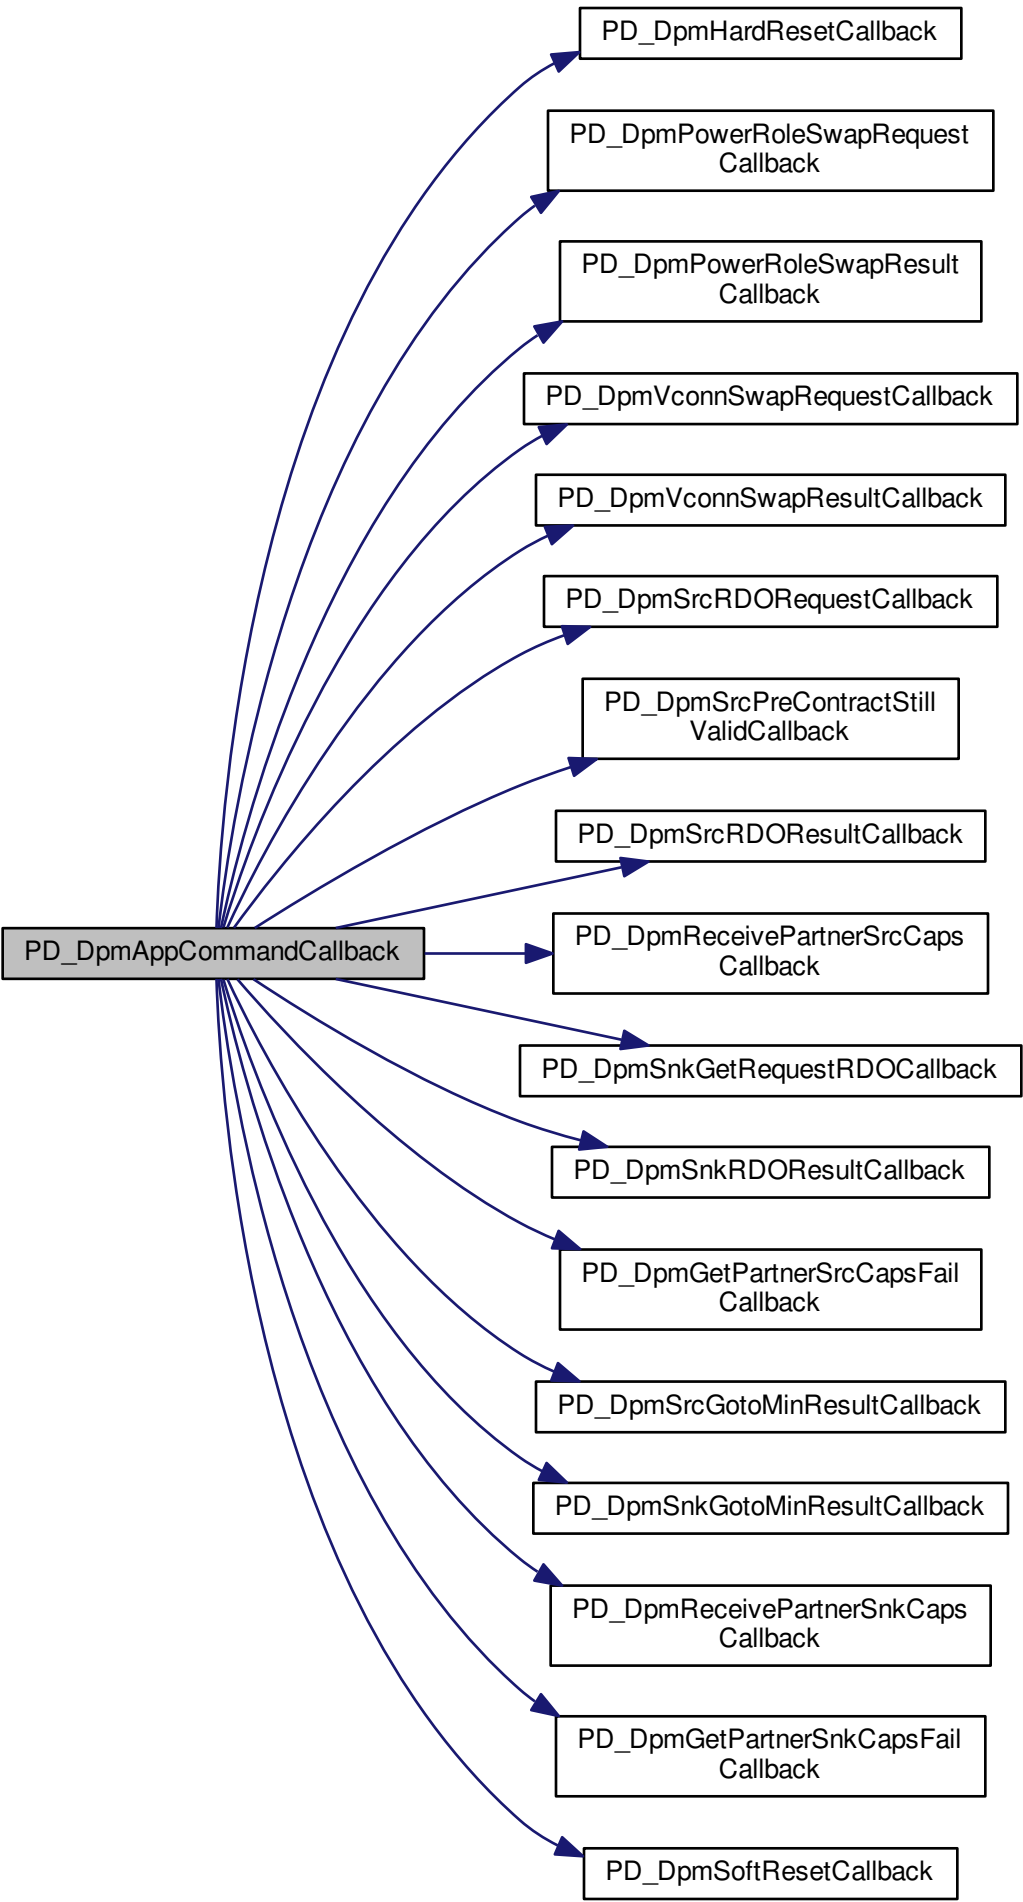 PD_DpmHardResetCallback
PD_DpmPowerRoleSwapRequest
Callback
PD_DpmPowerRoleSwapResult
Callback
PD_DpmVconnSwapRequestCallback
PD_DpmVconnSwapResultCallback
PD_DpmSrcRDORequestCallback
PD_DpmSrcPreContractStill
ValidCallback
PD_DpmSrcRDOResultCallback
PD_DpmAppCommandCallback
PD_DpmReceivePartnerSrcCaps
Callback
PD_DpmSnkGetRequestRDOCallback
PD_DpmSnkRDOResultCallback
PD_DpmGetPartnerSrcCapsFail
Callback
PD_DpmSrcGotoMinResultCallback
PD_DpmSnkGotoMinResultCallback
PD_DpmReceivePartnerSnkCaps
Callback
PD_DpmGetPartnerSnkCapsFail
Callback
PD_DpmSoftResetCallback